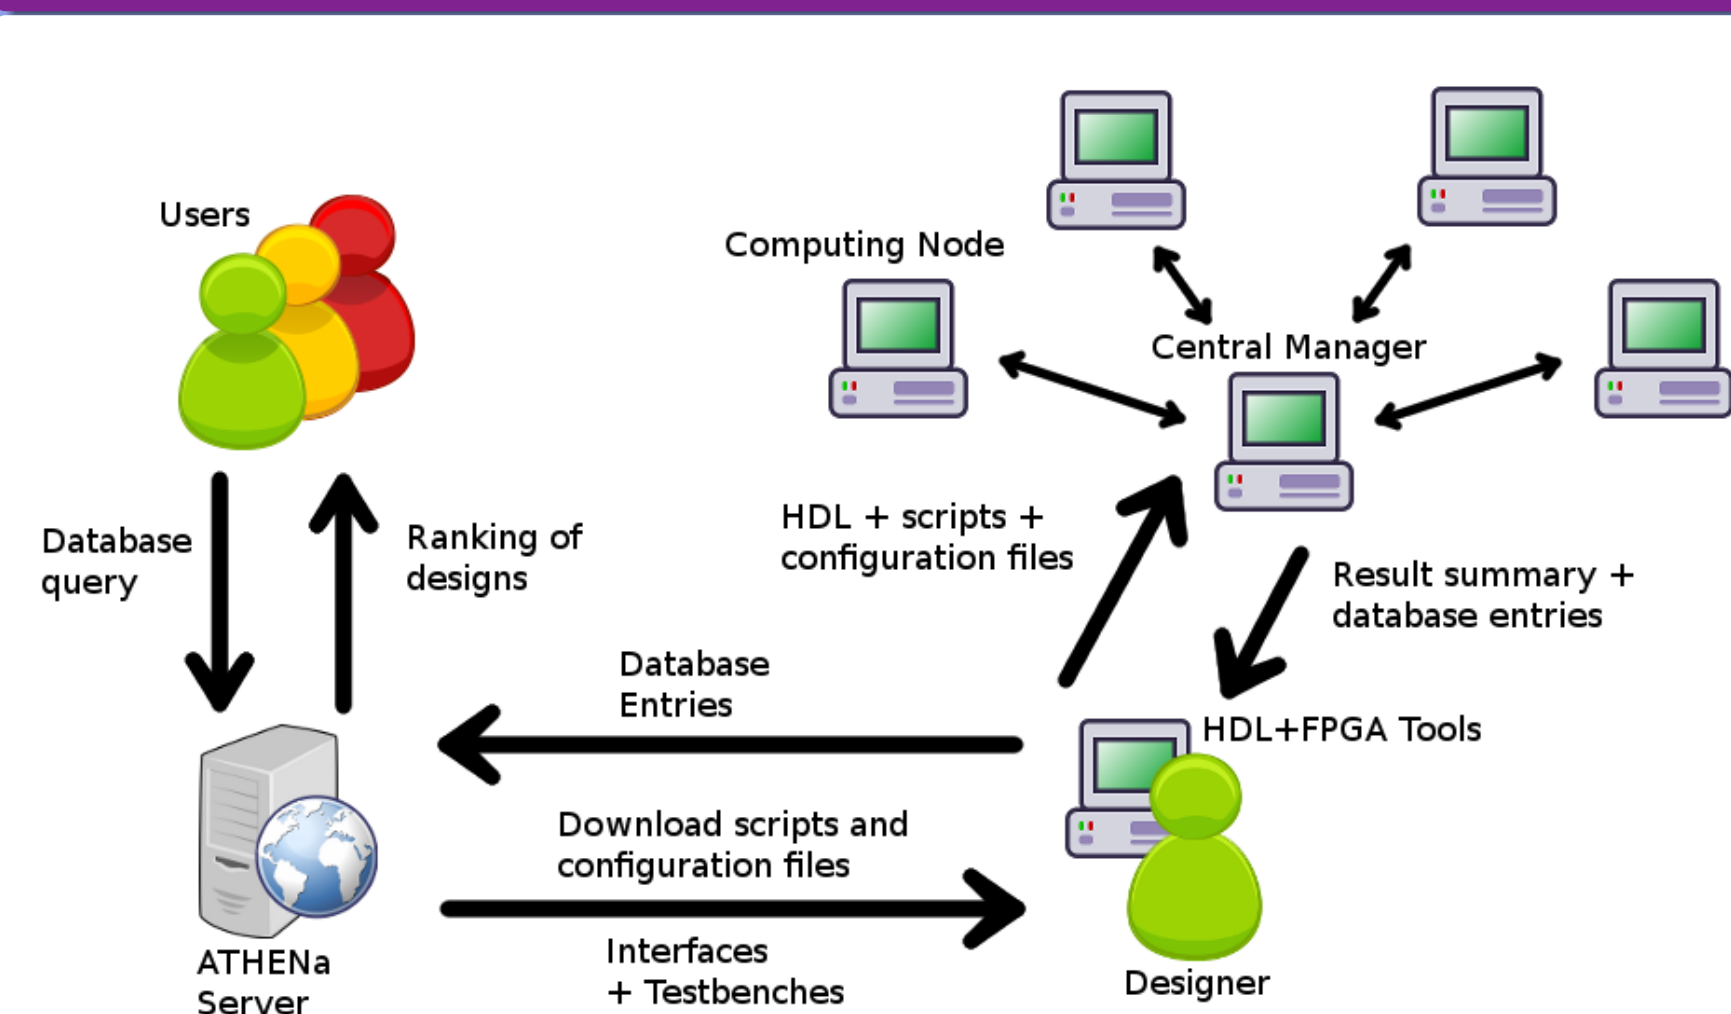 Users
Computing Node
Central Manager
Database
query
Ranking of
designs
HDL + scripts +
configuration files
Result summary +
database entries
Database
Entries
HDL+FPGA Tools
Download scripts and
configuration files
Interfaces
+ Testbenches
ATHENa
Server
Designer